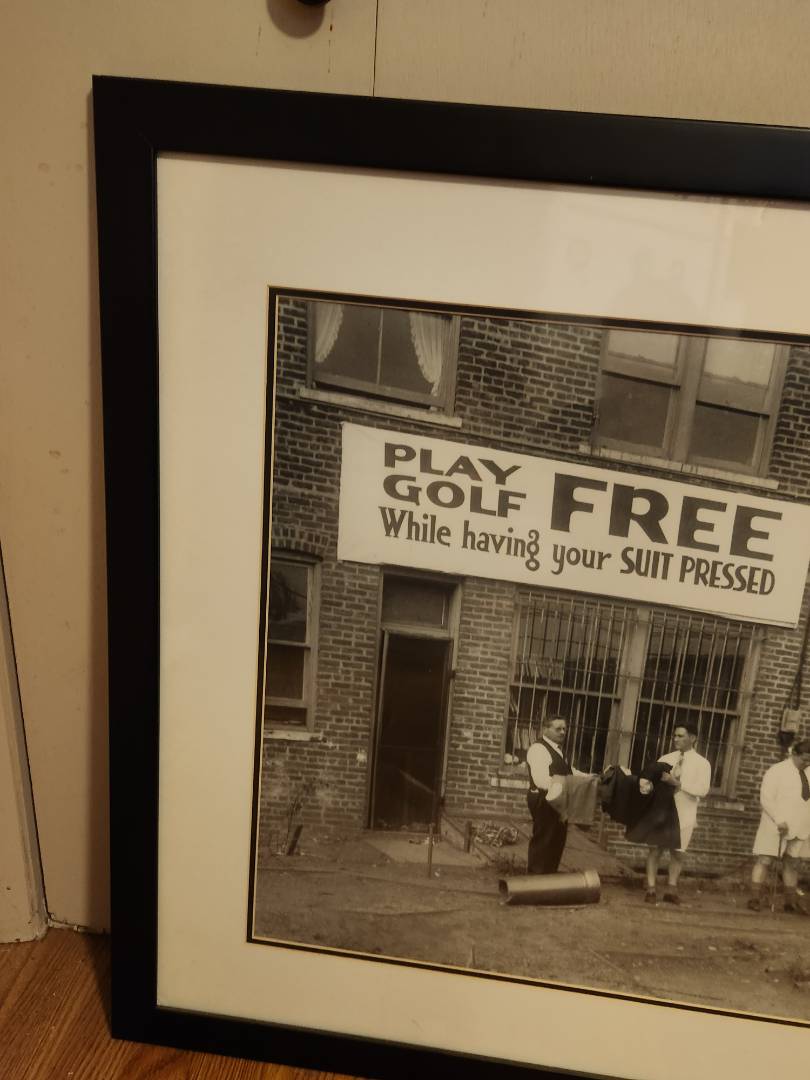 PLAY
GOLF FREE
While having your SUIT PRESSED